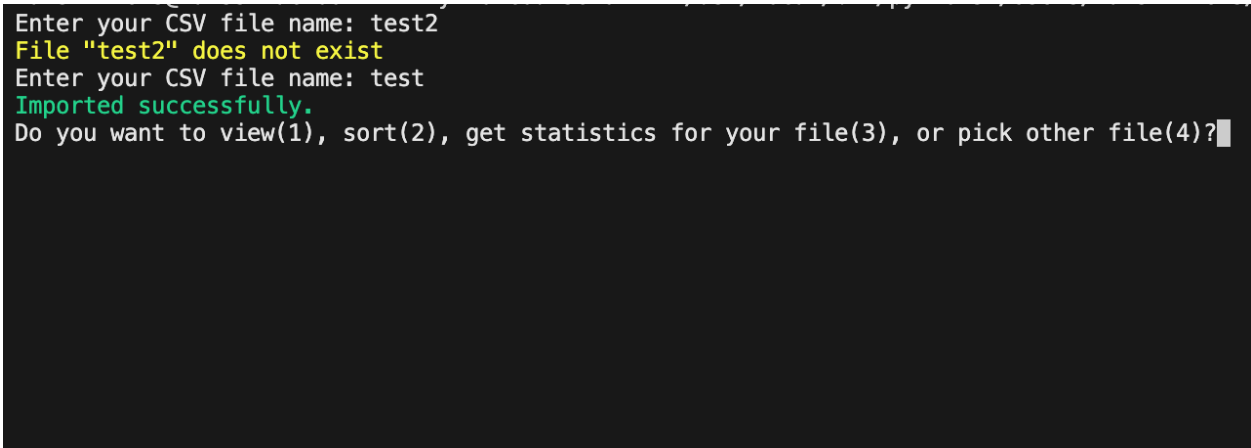 Enter your CSV file name: test2
File "test2" does not exist
Enter your CSV file name: test
Imported successfully.
Do you want to view(1), sort(2), get statistics for your file(3), or pick other file(4)?